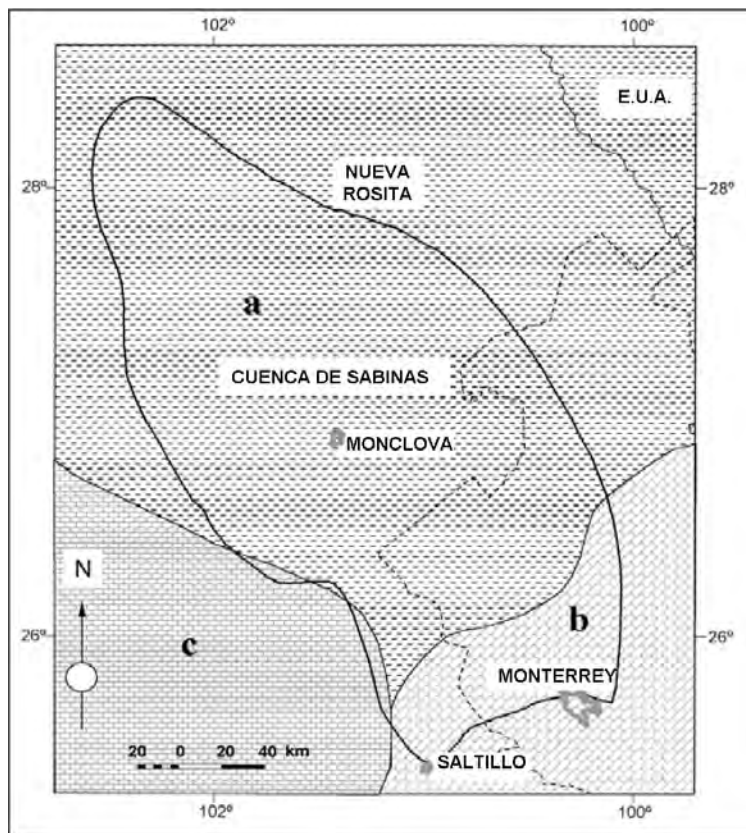 102º 100º
E.U.A.
28º NUEVA 28º
ROSITA
a
CUENCA DE SABINAS
MONCLOVA
N
26º b 26º
c
MONTERREY
20 0 20 40 km
SALTILLO
102º 100º